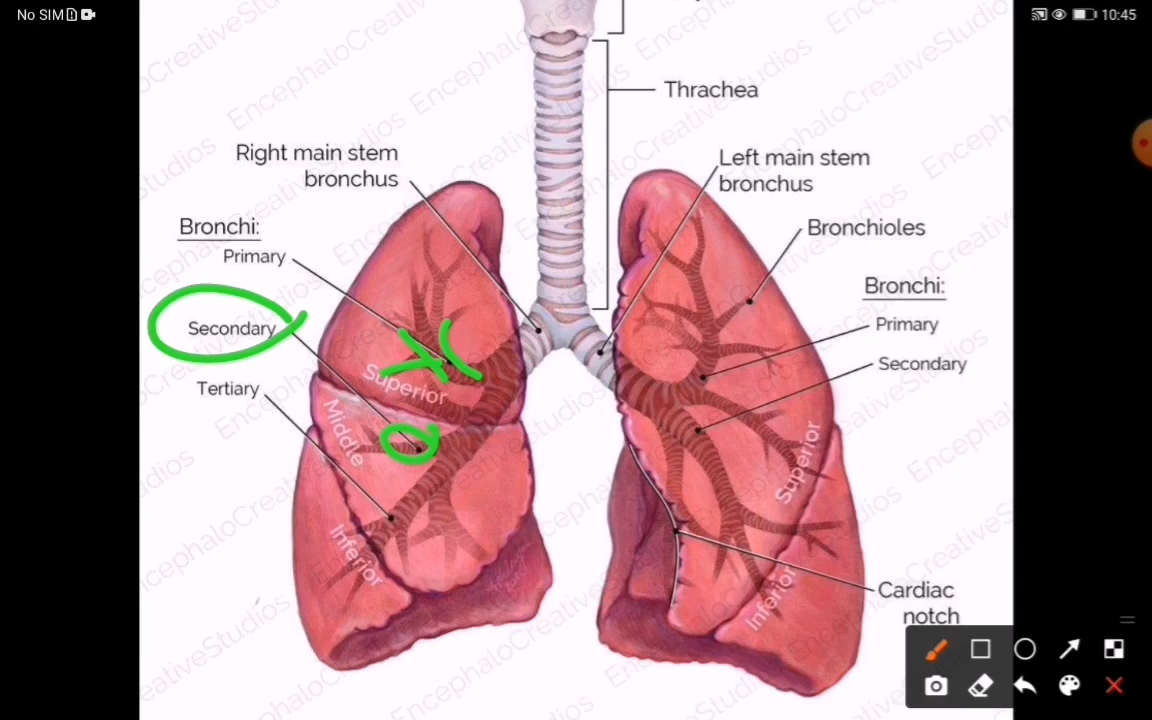 No SIM
10:45
Thrachea
Right main stem
bronchus
Left main stem
bronchus
Bronchi:
Primary
Secondary
Tertiary
Bronchioles
Bronchi:
Primary
Secondary
Superior
Middle
Inferior
Superior
Inferior
Cardiac
notch
EncephaloCreativeStudios